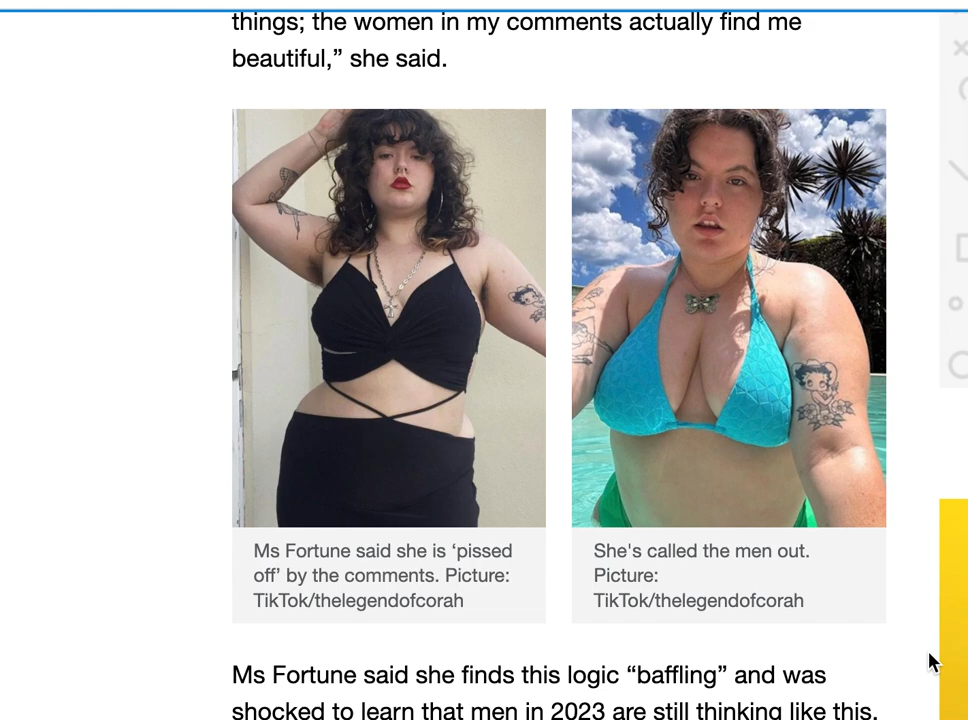 things; the women in my comments actually find me
beautiful,” she said.
Ms Fortune said she is ‘pissed
off’ by the comments. Picture:
TikTok/thelegendofcorah
She's called the men out.
Picture:
TikTok/thelegendofcorah
Ms Fortune said she finds this logic “baffling” and was
shocked to learn that men in 2023 are still thinking like this.